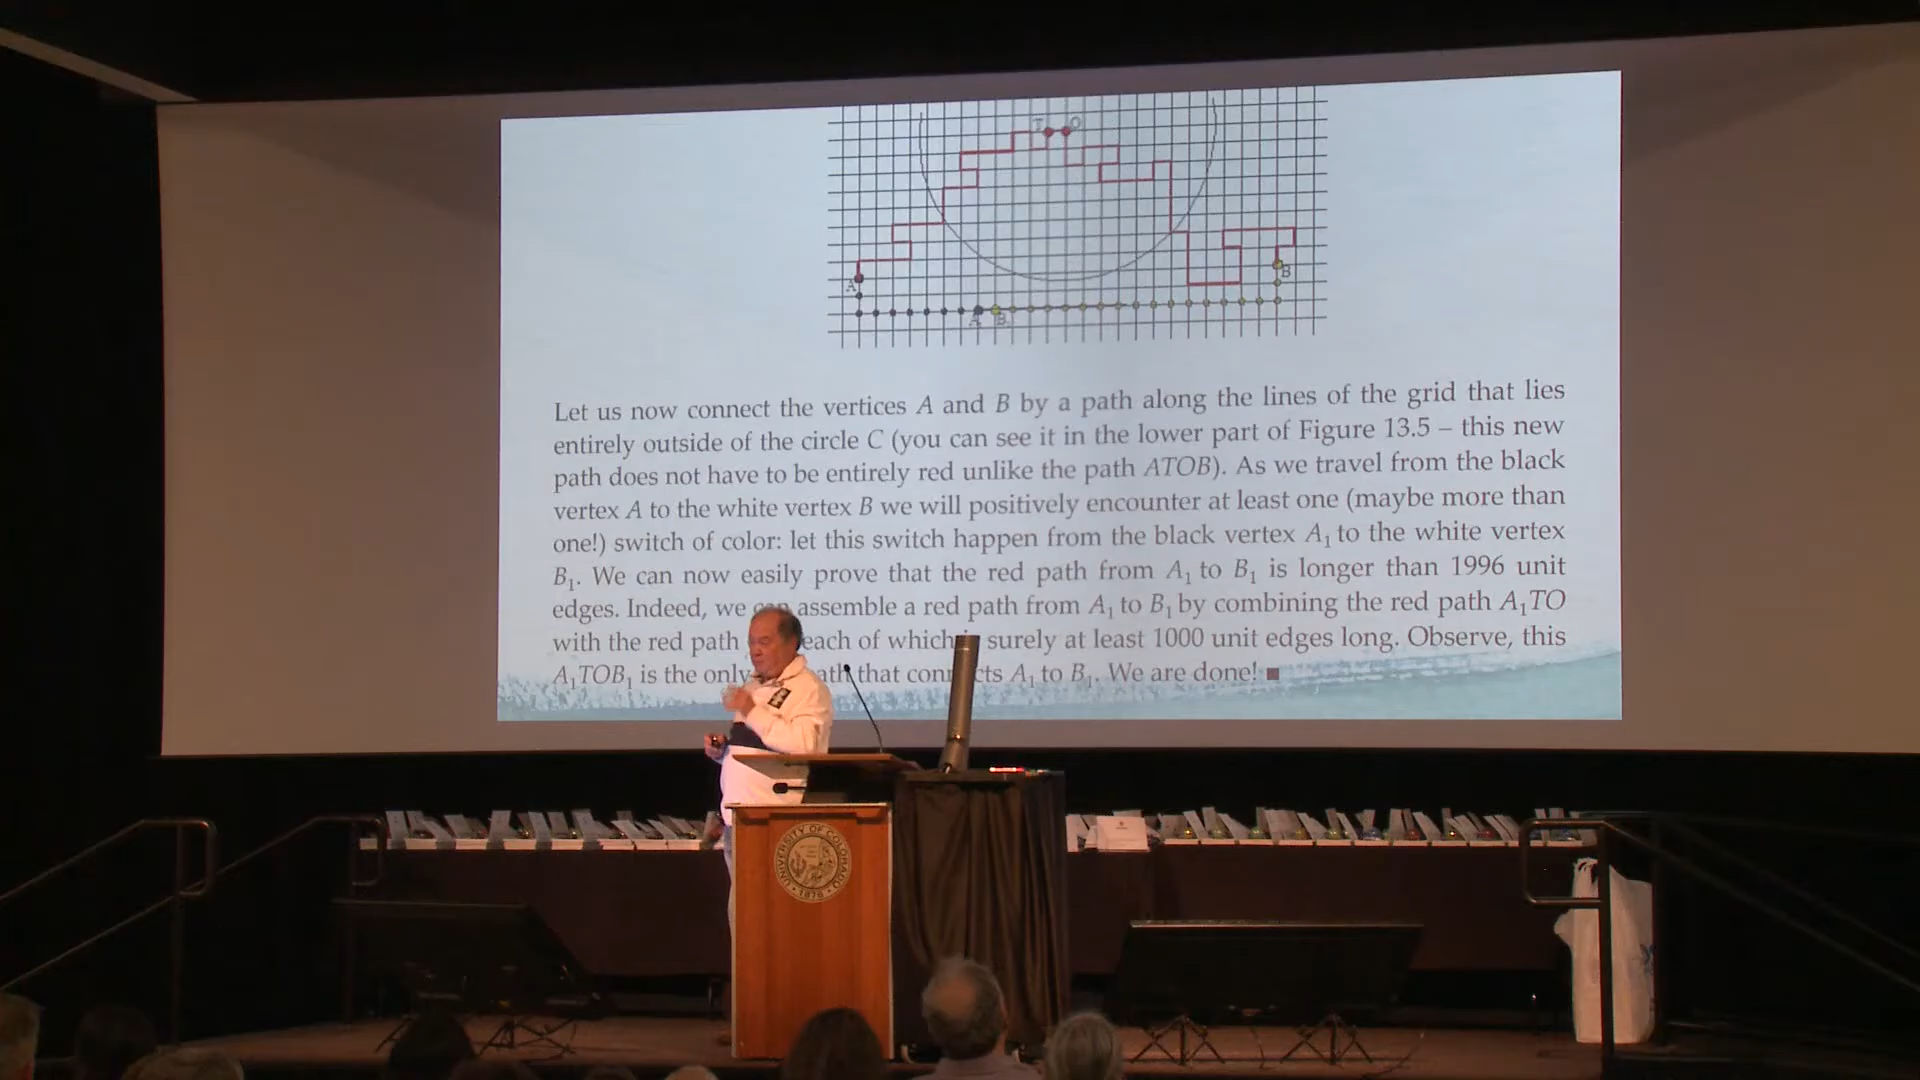 T O
A
B
A B
Let us now connect the vertices A and B by a path along the lines of the grid that lies
entirely outside of the circle C (you can see it in the lower part of Figure 13.5 – this new
path does not have to be entirely red unlike the path ATOB). As we travel from the black
vertex A to the white vertex B we will positively encounter at least one (maybe more than
one!) switch of color: let this switch happen from the black vertex A₁ to the white vertex
B₁. We can now easily prove that the red path from A₁ to B₁ is longer than 1996 unit
edges. Indeed, we can assemble a red path from A₁ to B₁ by combining the red path A₁TO
with the red path each of which surely at least 1000 unit edges long. Observe, this
A₁TOB₁ is the only that connects A₁ to B₁. We are done! ■
UNIVERSITY OF COLORADO
1876